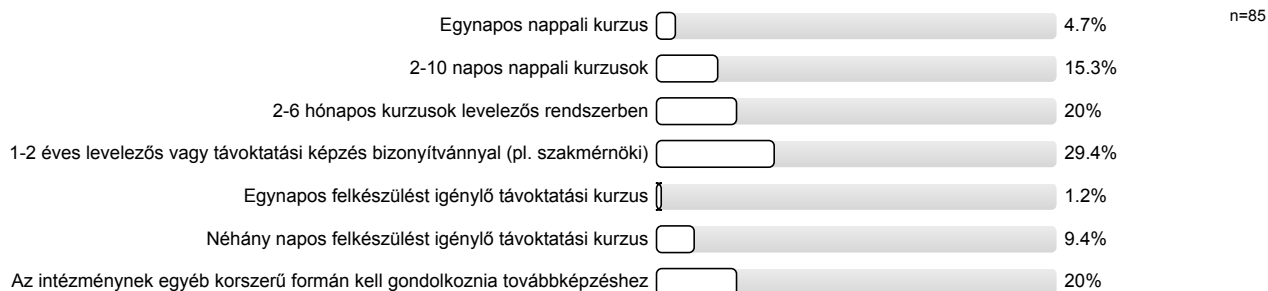 Egynapos nappali kurzus 4.7% n=85
2-10 napos nappali kurzusok 15.3%
2-6 hónapos kurzusok levelezős rendszerben 20%
1-2 éves levelezős vagy távoktatási képzés bizonyítvánnyal (pl. szakmérnöki) 29.4%
Egynapos felkészülést igénylő távoktatási kurzus 1.2%
Néhány napos felkészülést igénylő távoktatási kurzus 9.4%
Az intézménynek egyéb korszerű formán kell gondolkoznia továbbképzéshez 20%